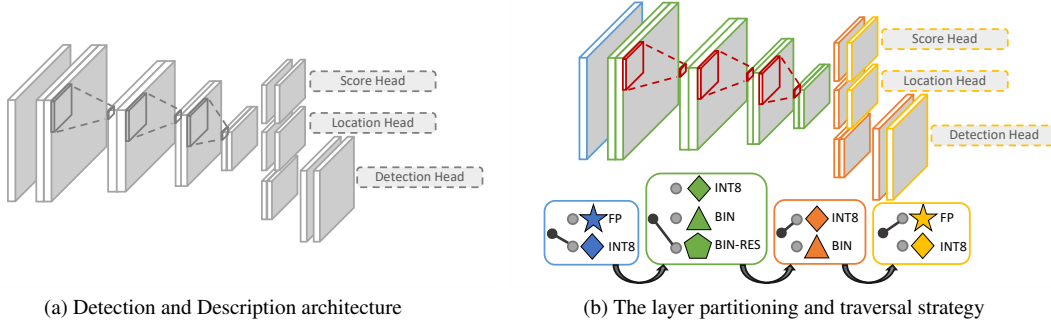 Score Head
Location Head
Detection Head
(a) Detection and Description architecture
Score Head
Location Head
Detection Head
FP
INT8
INT8
BIN
BIN-RES
INT8
BIN
FP
INT8
(b) The layer partitioning and traversal strategy